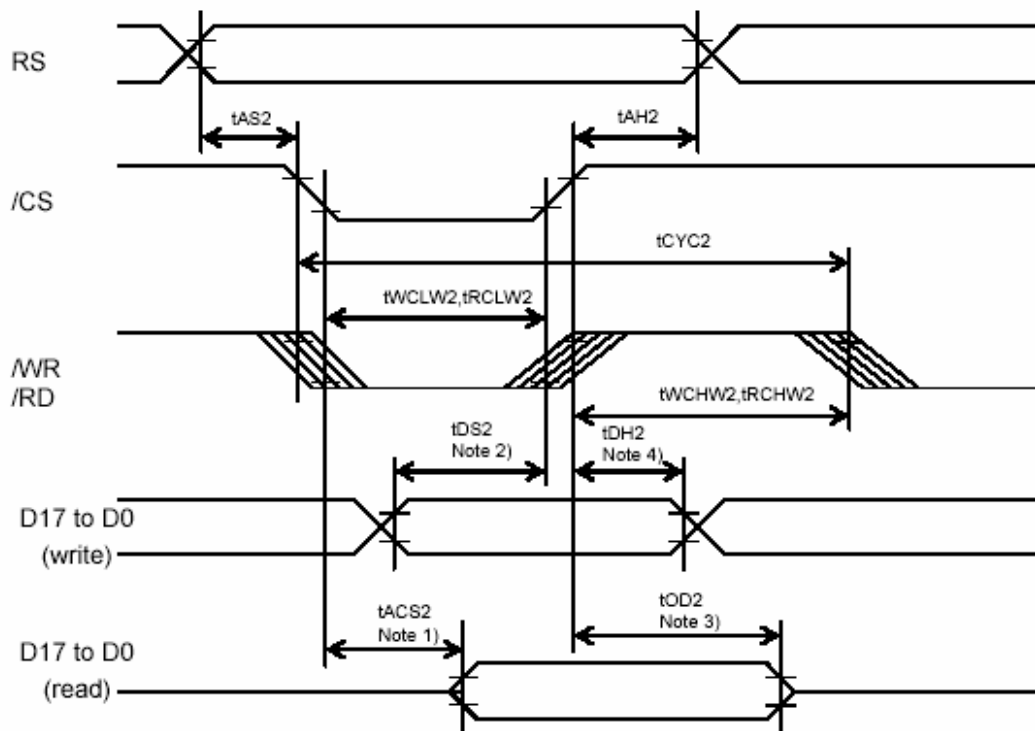 RS
tAS2
tAH2
/CS
tCYC2
tWCLW2,tRCLW2
/WR
/RD
tWCHW2,tRCHW2
tDS2
Note 2)
tDH2
Note 4)
D17 to D0
(write)
tACS2
Note 1)
tOD2
Note 3)
D17 to D0
(read)